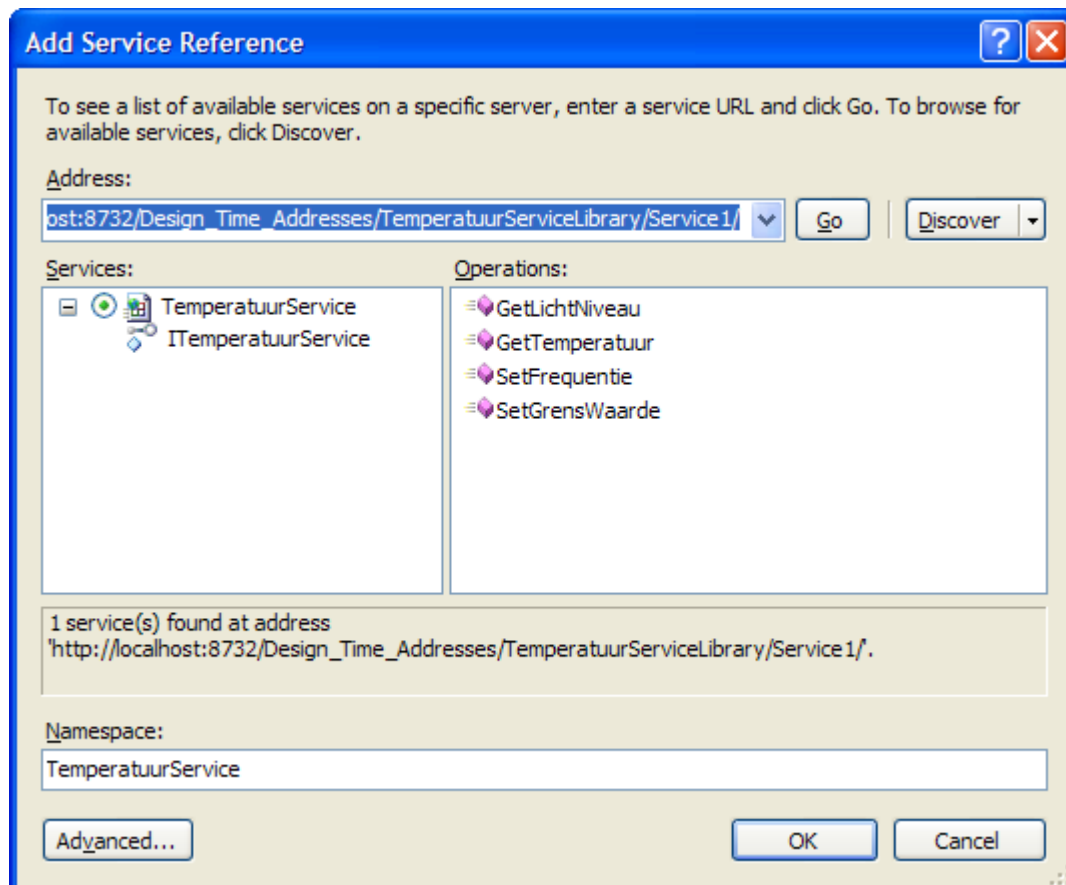 Add Service Reference
To see a list of available services on a specific server, enter a service URL and click Go. To browse for
available services, click Discover.
Address:
ost:8732/Design_Time_Addresses/TemperatuurServiceLibrary/Service1/
Go
Discover
Services:
Operations:
TemperatuurService
ITemperatuurService
GetLichtNiveau
GetTemperatuur
SetFrequentie
SetGrensWaarde
1 service(s) found at address
'http://localhost:8732/Design_Time_Addresses/TemperatuurServiceLibrary/Service1/'.
Namespace:
TemperatuurService
Advanced...
OK
Cancel